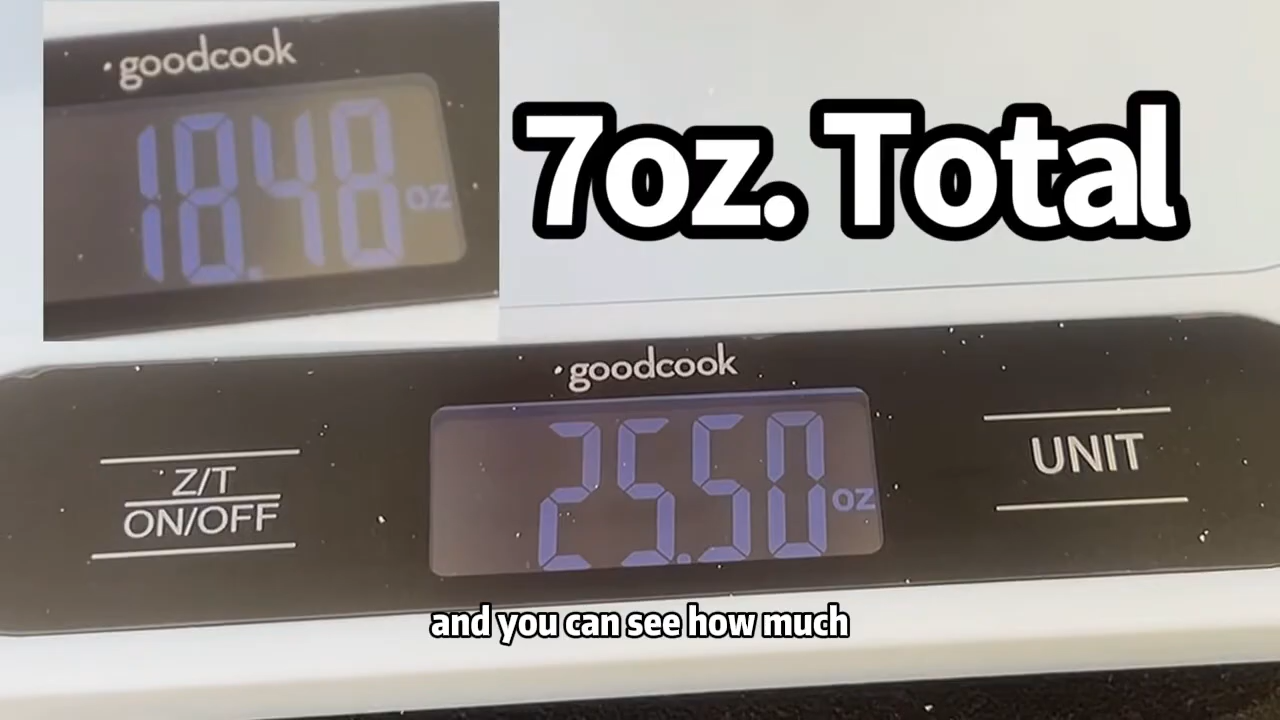 goodcook
18.48 oz
7oz. Total
goodcook
Z/T
ON/OFF
25.50 oz
UNIT
and you can see how much